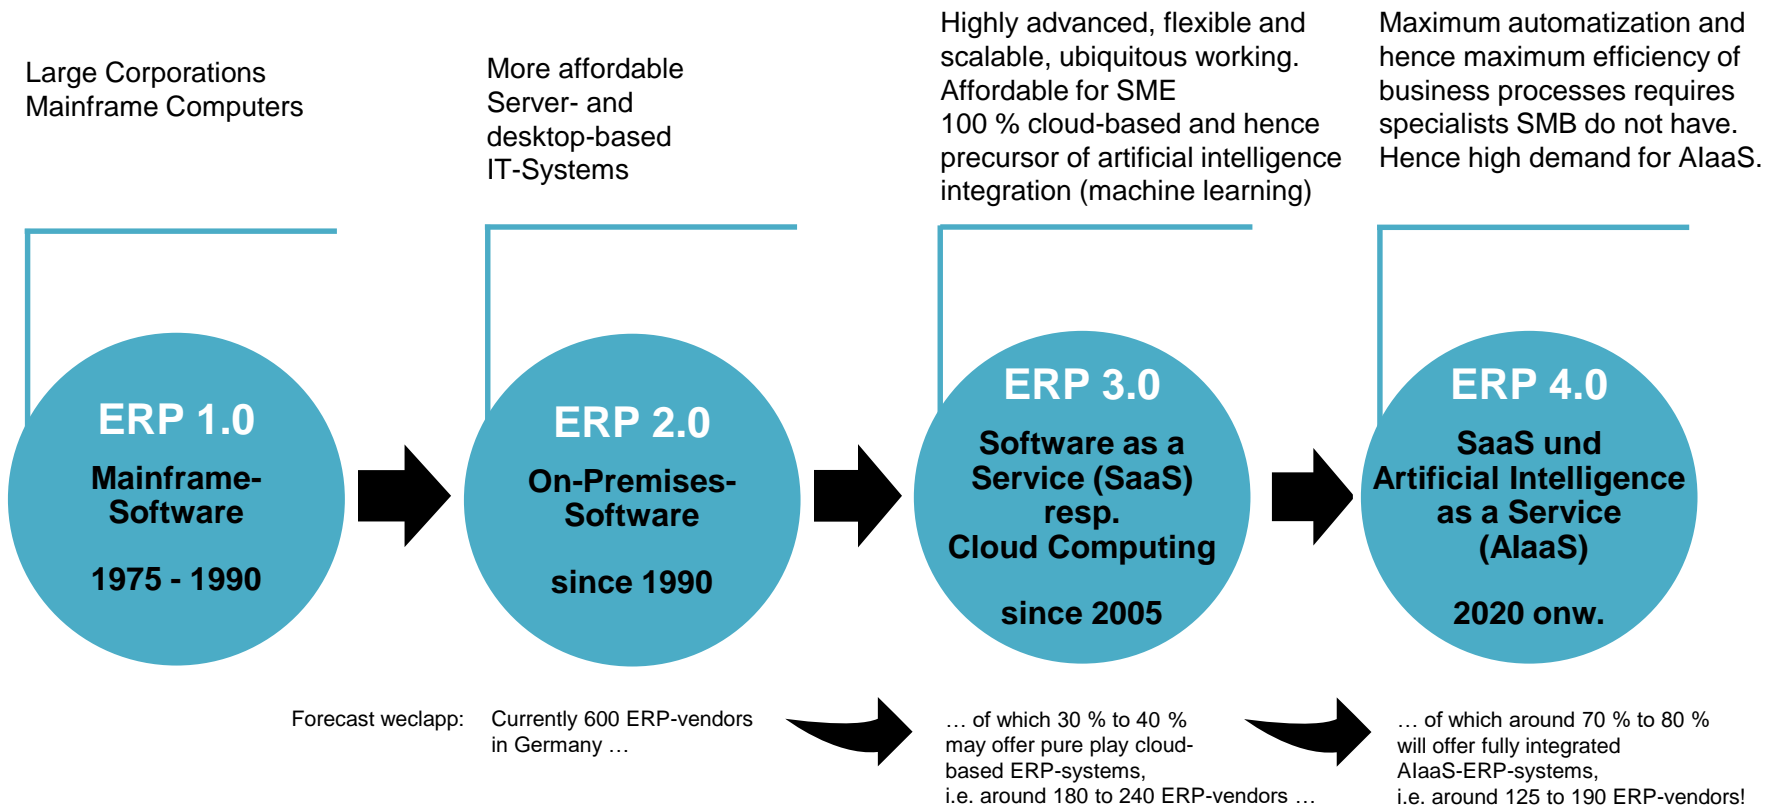 Large Corporations
Mainframe Computers
More affordable
Server- and
desktop-based
IT-Systems
Highly advanced, flexible and
scalable, ubiquitous working.
Affordable for SME
100 % cloud-based and hence
precursor of artificial intelligence
integration (machine learning)
Maximum automatization and
hence maximum efficiency of
business processes requires
specialists SMB do not have.
Hence high demand for AIaaS.
ERP 1.0
Mainframe-
Software
1975 - 1990
ERP 2.0
On-Premises-
Software
since 1990
ERP 3.0
Software as a
Service (SaaS)
resp.
Cloud Computing
since 2005
ERP 4.0
SaaS und
Artificial Intelligence
as a Service
(AIaaS)
2020 onw.
Forecast weclapp:
Currently 600 ERP-vendors
in Germany …
… of which 30 % to 40 %
may offer pure play cloud-
based ERP-systems,
i.e. around 180 to 240 ERP-vendors …
… of which around 70 % to 80 %
will offer fully integrated
AIaaS-ERP-systems,
i.e. around 125 to 190 ERP-vendors!